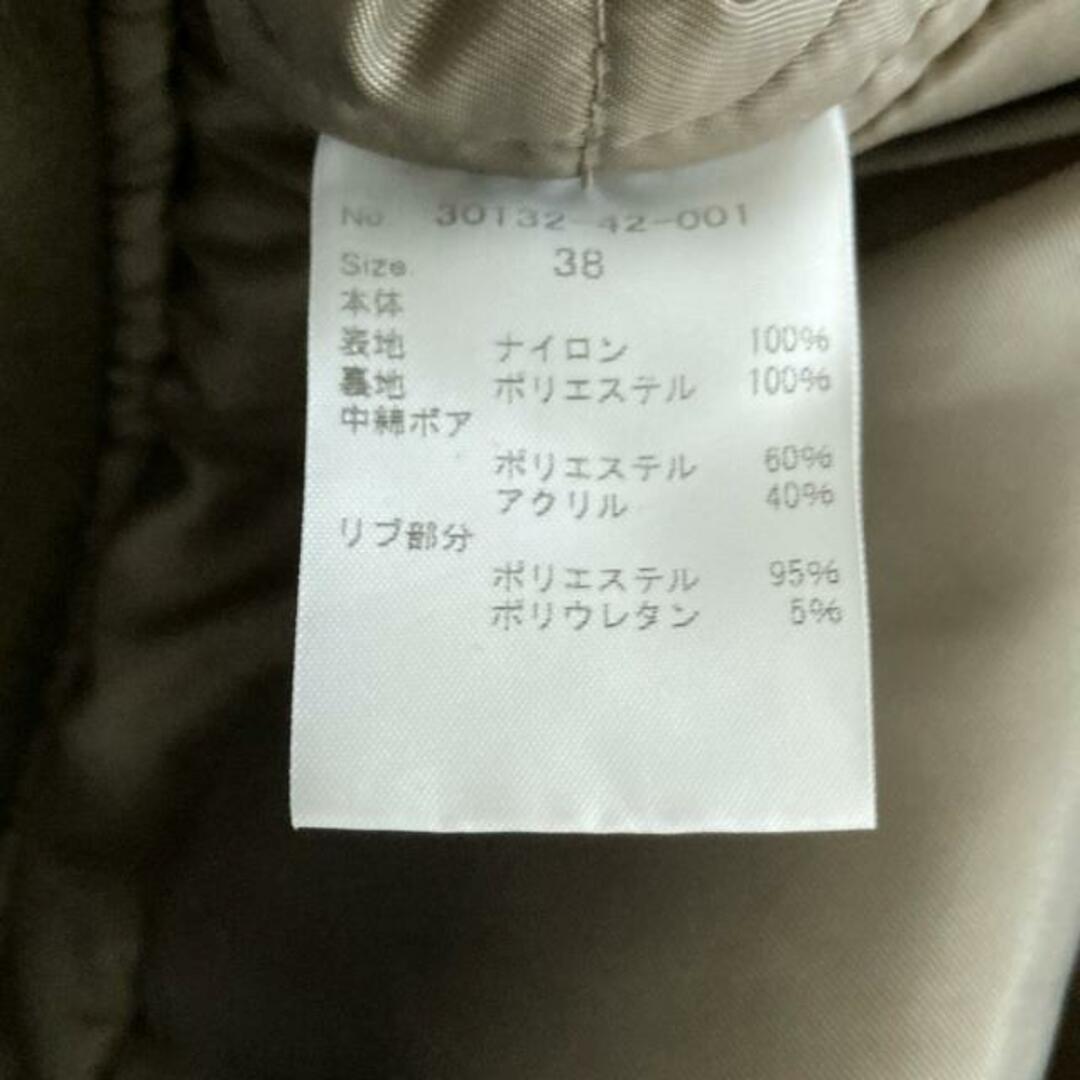 No 30132-42-001
Size 38
本体
表地 ナイロン 100%
裏地 ポリエステル 100%
中綿ボア
ポリエステル 60%
アクリル 40%
リブ部分
ポリエステル 95%
ポリウレタン 5%